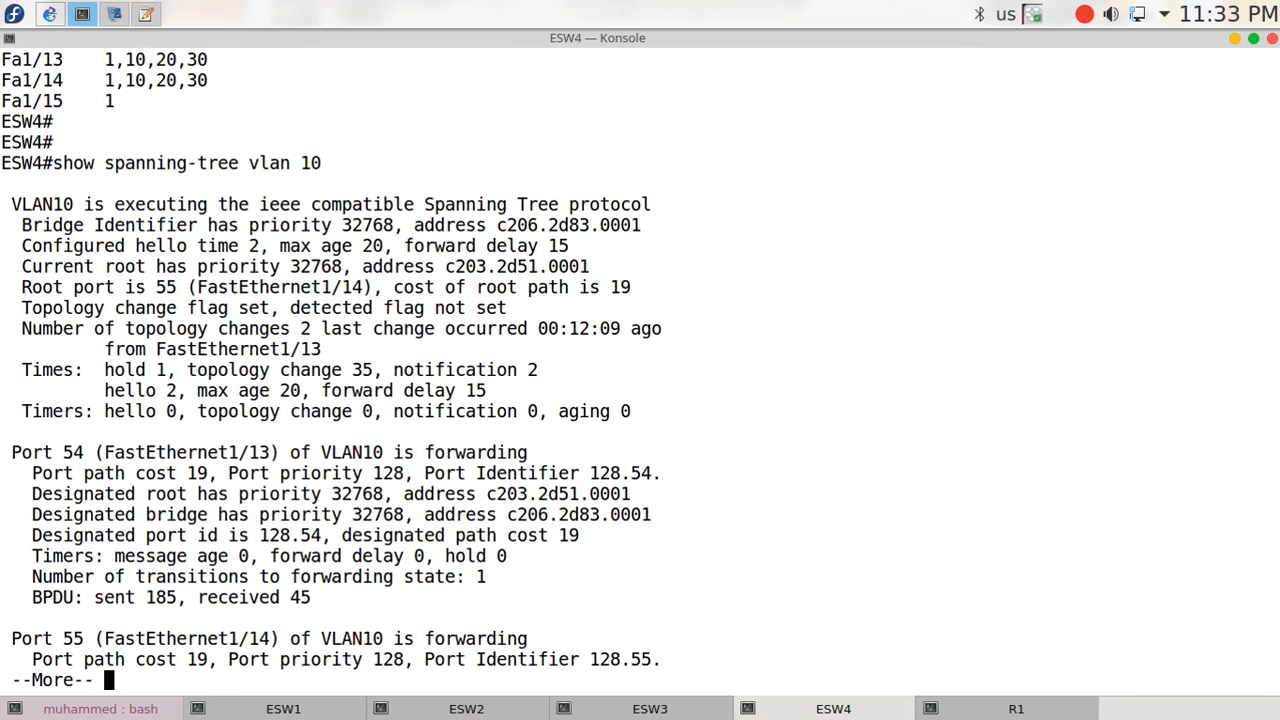 us
11:33 PM
ESW4 — Konsole
Fa1/13    1,10,20,30
Fa1/14    1,10,20,30
Fa1/15    1
ESW4#
ESW4#
ESW4#show spanning-tree vlan 10
VLAN10 is executing the ieee compatible Spanning Tree protocol
Bridge Identifier has priority 32768, address c206.2d83.0001
Configured hello time 2, max age 20, forward delay 15
Current root has priority 32768, address c203.2d51.0001
Root port is 55 (FastEthernet1/14), cost of root path is 19
Topology change flag set, detected flag not set
Number of topology changes 2 last change occurred 00:12:09 ago
from FastEthernet1/13
Times:  hold 1, topology change 35, notification 2
hello 2, max age 20, forward delay 15
Timers: hello 0, topology change 0, notification 0, aging 0
Port 54 (FastEthernet1/13) of VLAN10 is forwarding
Port path cost 19, Port priority 128, Port Identifier 128.54.
Designated root has priority 32768, address c203.2d51.0001
Designated bridge has priority 32768, address c206.2d83.0001
Designated port id is 128.54, designated path cost 19
Timers: message age 0, forward delay 0, hold 0
Number of transitions to forwarding state: 1
BPDU: sent 185, received 45
Port 55 (FastEthernet1/14) of VLAN10 is forwarding
Port path cost 19, Port priority 128, Port Identifier 128.55.
--More--
muhammed : bash
ESW1
ESW2
ESW3
ESW4
R1